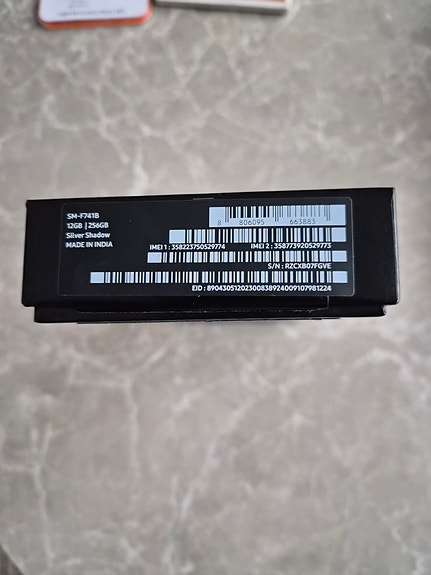 SM-F741B
12GB | 256GB
Silver Shadow
MADE IN INDIA
8 806095 663883
IMEI 1 : 358223750529774 IMEI 2 : 358773920529773
S/N : RZCXB07FGVE
EID : 89043051202300838924009107981224